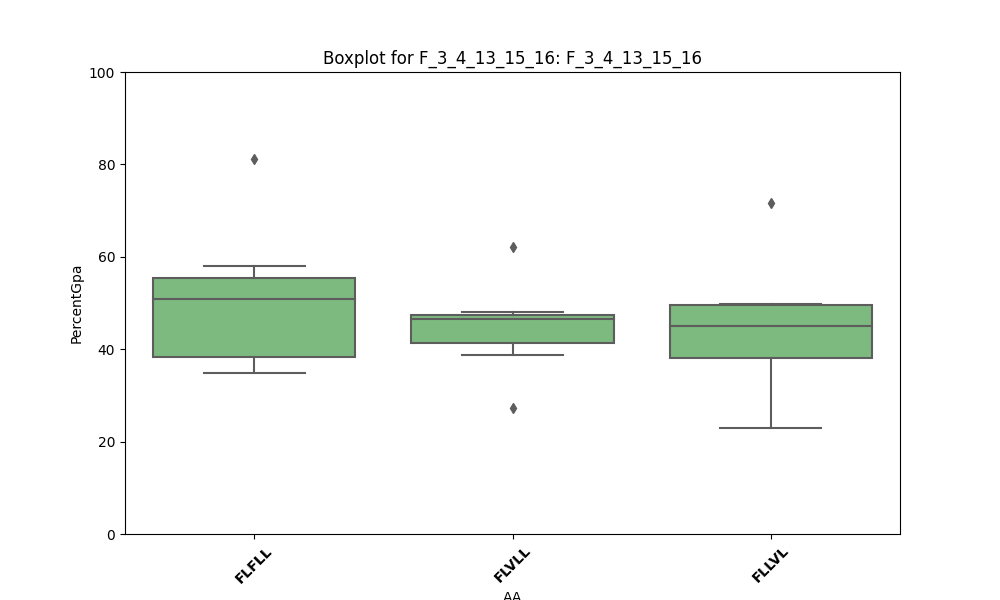 Boxplot for F_3_4_13_15_16: F_3_4_13_15_16
100
80
60
40
20
0
PercentGpa
FLFLL
FLVLL
FLLVL
AA